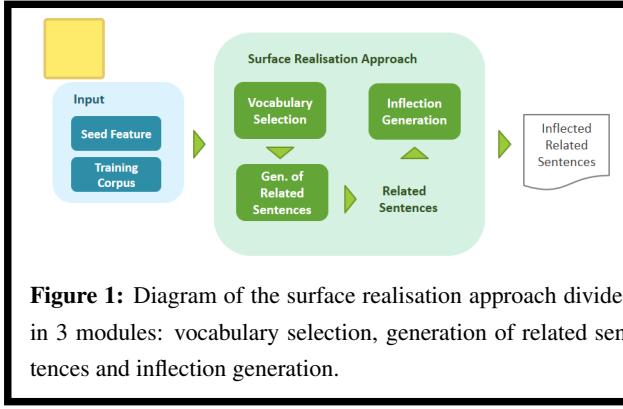 Surface Realisation Approach
Input
Seed Feature
Training
Corpus
Vocabulary
Selection
Gen. of
Related
Sentences
Related
Sentences
Inflection
Generation
Inflected
Related
Sentences
Figure 1: Diagram of the surface realisation approach divide
in 3 modules: vocabulary selection, generation of related sen
tences and inflection generation.